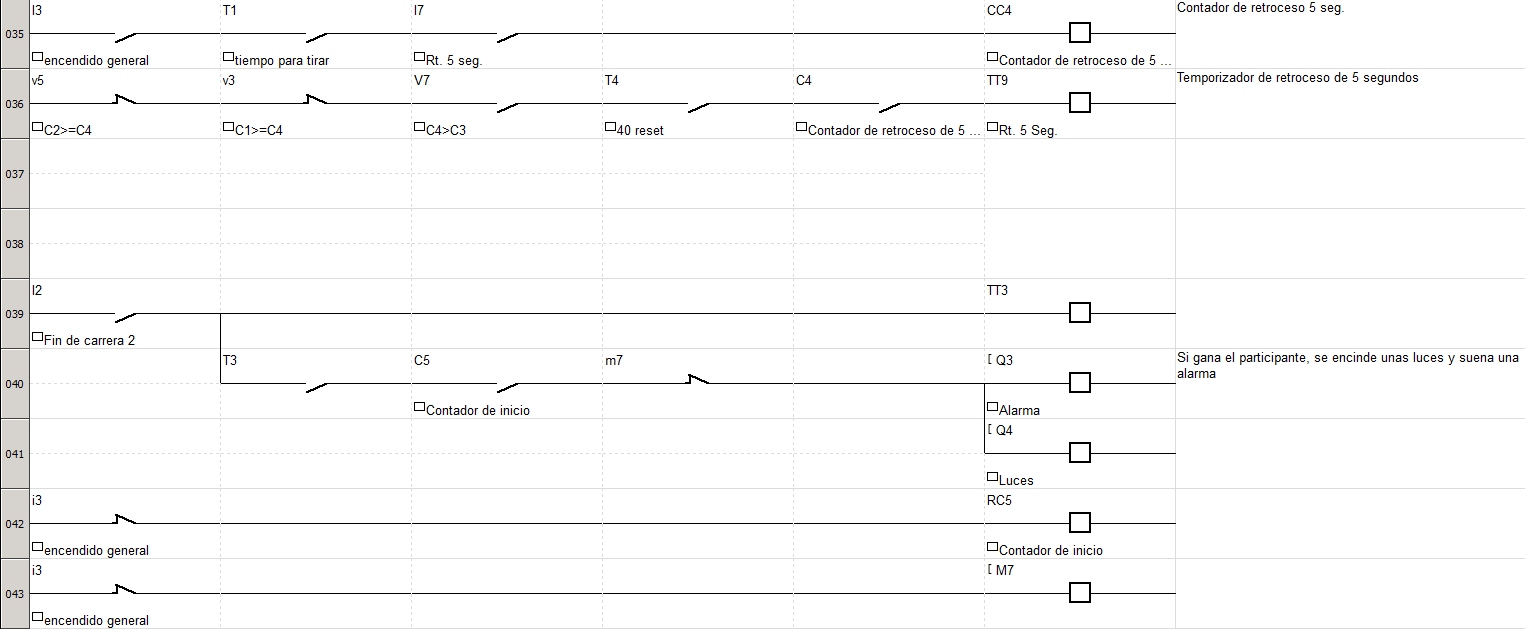 I3 T1 I7 CC4 Contador de retroceso 5 seg.
035
encendido general tiempo para tirar Rt. 5 seg. Contador de retroceso de 5 ...
v5 v3 V7 T4 C4 TT9 Temporizador de retroceso de 5 segundos
036
C2>=C4 C1>=C4 C4>C3 40 reset Contador de retroceso de 5 ... Rt. 5 Seg.
037
038
I2 TT3
039
Fin de carrera 2
T3 C5 m7 [ Q3 Si gana el participante, se encinde unas luces y suena una
alarma
040
Contador de inicio Alarma
[ Q4
041
Luces
i3 RC5
042
encendido general Contador de inicio
i3 [ M7
043
encendido general